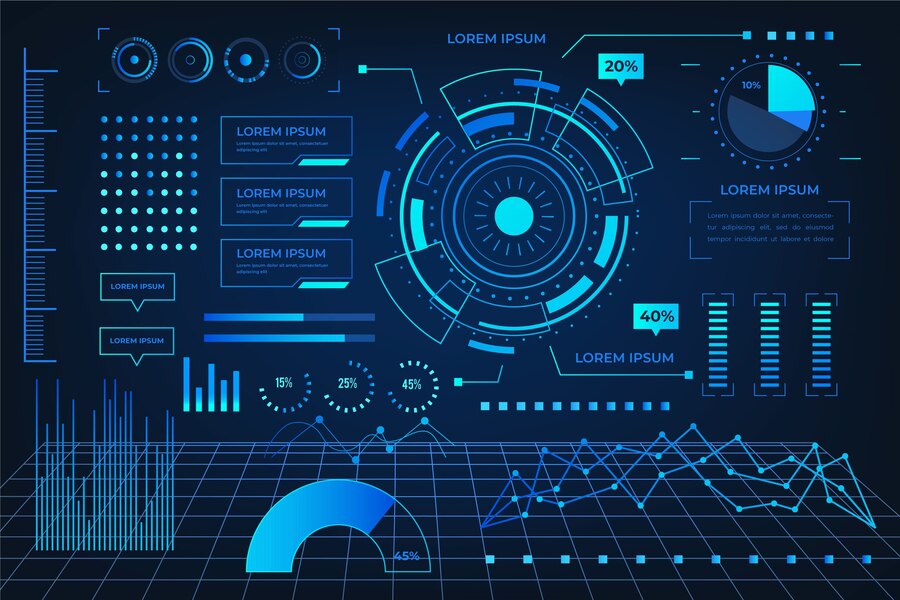 LOREM IPSUM
20%
10%
LOREM IPSUM
Lorem ipsum dolor sit amet, consectetuer
adipiscing elit
LOREM IPSUM
Lorem ipsum dolor sit amet, consectetuer
adipiscing elit
LOREM IPSUM
Lorem ipsum dolor sit amet, consectetuer
adipiscing elit
LOREM IPSUM
Lorem ipsum dolor sit amet, consecte-
tur adipiscing elit, sed do eiusmod
tempor incididunt ut labore et dolore
LOREM IPSUM
LOREM IPSUM
40%
LOREM IPSUM
15%
25%
45%
45%